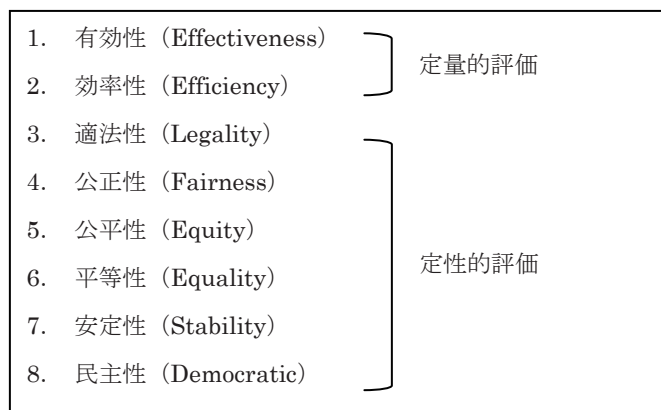 1. 有効性（Effectiveness）
2. 効率性（Efficiency）
定量的評価
3. 適法性（Legality）
4. 公正性（Fairness）
5. 公平性（Equity）
6. 平等性（Equality）
7. 安定性（Stability）
8. 民主性（Democratic）
定性的評価